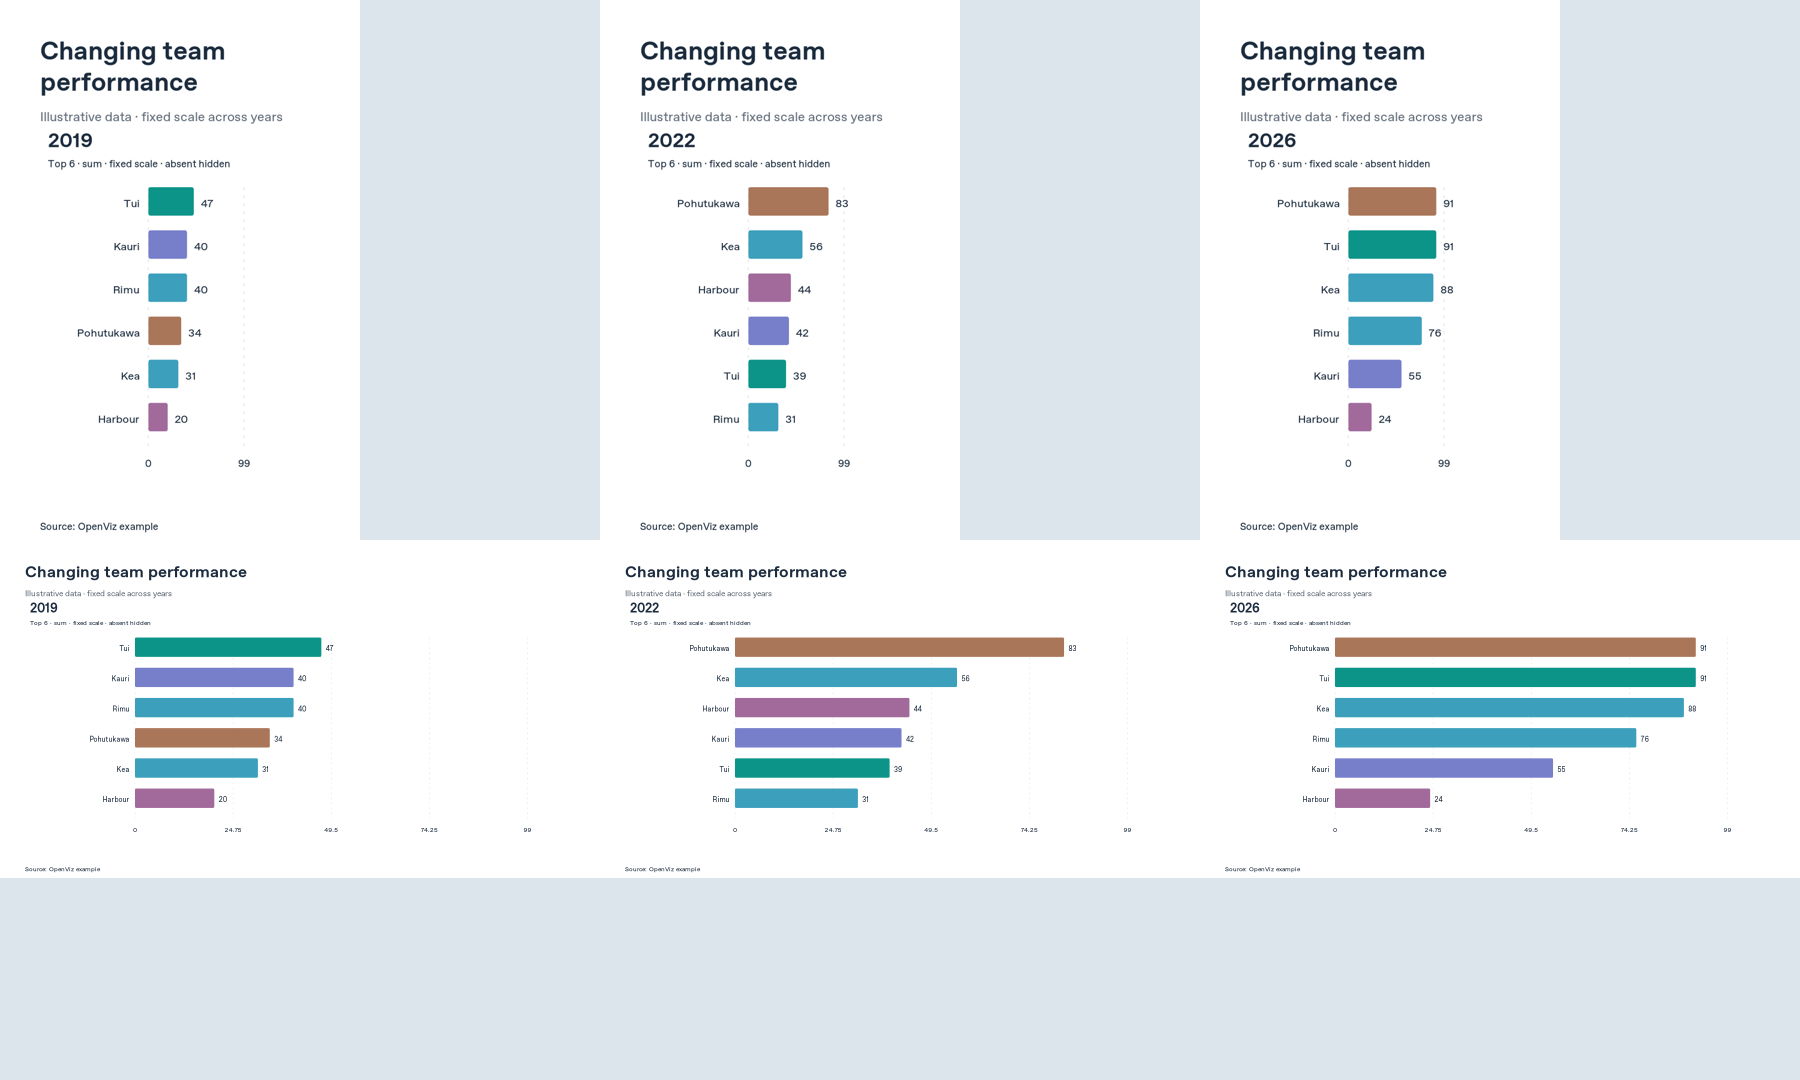 Changing team
performance
Illustrative data · fixed scale across years
2019
Top 6 · sum · fixed scale · absent hidden
Tui 47
Kauri 40
Rimu 40
Pohutukawa 34
Kea 31
Harbour 20
0 99
Source: OpenViz example
Changing team
performance
Illustrative data · fixed scale across years
2022
Top 6 · sum · fixed scale · absent hidden
Pohutukawa 83
Kea 56
Harbour 44
Kauri 42
Tui 39
Rimu 31
0 99
Source: OpenViz example
Changing team
performance
Illustrative data · fixed scale across years
2026
Top 6 · sum · fixed scale · absent hidden
Pohutukawa 91
Tui 91
Kea 88
Rimu 76
Kauri 55
Harbour 24
0 99
Source: OpenViz example
Changing team performance
Illustrative data · fixed scale across years
2019
Top 6 · sum · fixed scale · absent hidden
Tui 47
Kauri 40
Rimu 40
Pohutukawa 34
Kea 31
Harbour 20
0 24.75 49.5 74.25 99
Source: OpenViz example
Changing team performance
Illustrative data · fixed scale across years
2022
Top 6 · sum · fixed scale · absent hidden
Pohutukawa 83
Kea 56
Harbour 44
Kauri 42
Tui 39
Rimu 31
0 24.75 49.5 74.25 99
Source: OpenViz example
Changing team performance
Illustrative data · fixed scale across years
2026
Top 6 · sum · fixed scale · absent hidden
Pohutukawa 91
Tui 91
Kea 88
Rimu 76
Kauri 55
Harbour 24
0 24.75 49.5 74.25 99
Source: OpenViz example